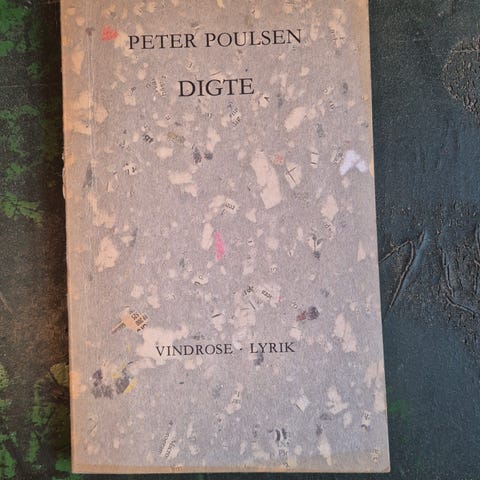 PETER POULSEN
DIGTE
VINDROSE · LYRIK